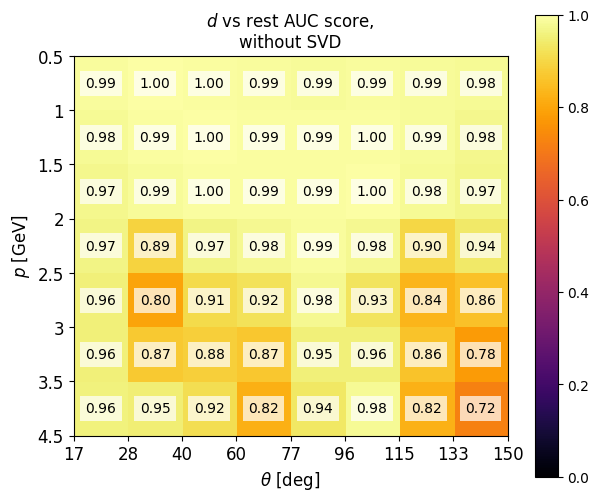 d vs rest AUC score,
without SVD
0.5
1
1.5
2
2.5
3
3.5
4.5
p [GeV]
0.99 1.00 1.00 0.99 0.99 0.99 0.99 0.98
0.98 0.99 1.00 0.99 0.99 1.00 0.99 0.98
0.97 0.99 1.00 0.99 0.99 1.00 0.98 0.97
0.97 0.89 0.97 0.98 0.99 0.98 0.90 0.94
0.96 0.80 0.91 0.92 0.98 0.93 0.84 0.86
0.96 0.87 0.88 0.87 0.95 0.96 0.86 0.78
0.96 0.95 0.92 0.82 0.94 0.98 0.82 0.72
17 28 40 60 77 96 115 133 150
θ [deg]
1.0
0.8
0.6
0.4
0.2
0.0